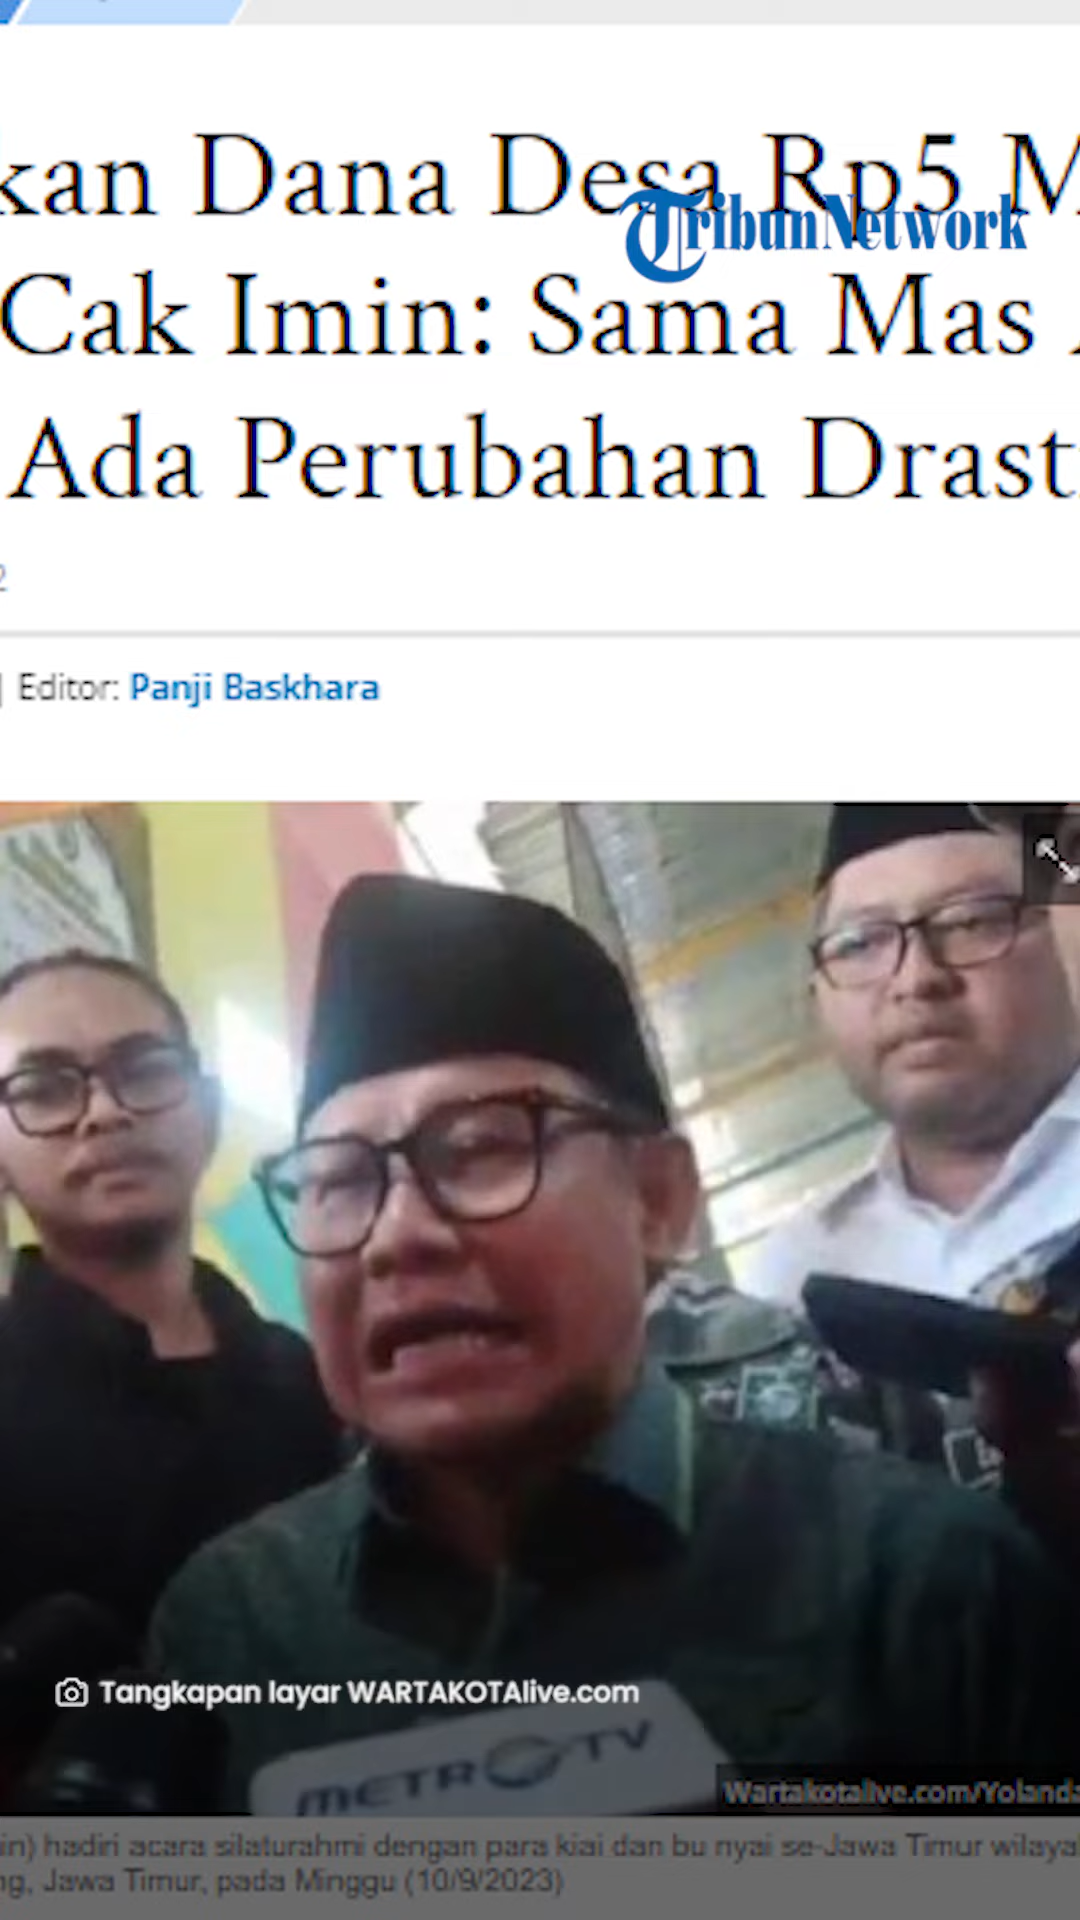 kan Dana Desa Rp5 M
TribunNetwork
Cak Imin: Sama Mas
Ada Perubahan Drasti
2
| Editor: Panji Baskhara
Tangkapan layar WARTAKOTAlive.com
METRO TV
Wartakotalive.com/Yolanda
in) hadiri acara silaturahmi dengan para kiai dan bu nyai se-Jawa Timur wilaya
ng, Jawa Timur, pada Minggu (10/9/2023)